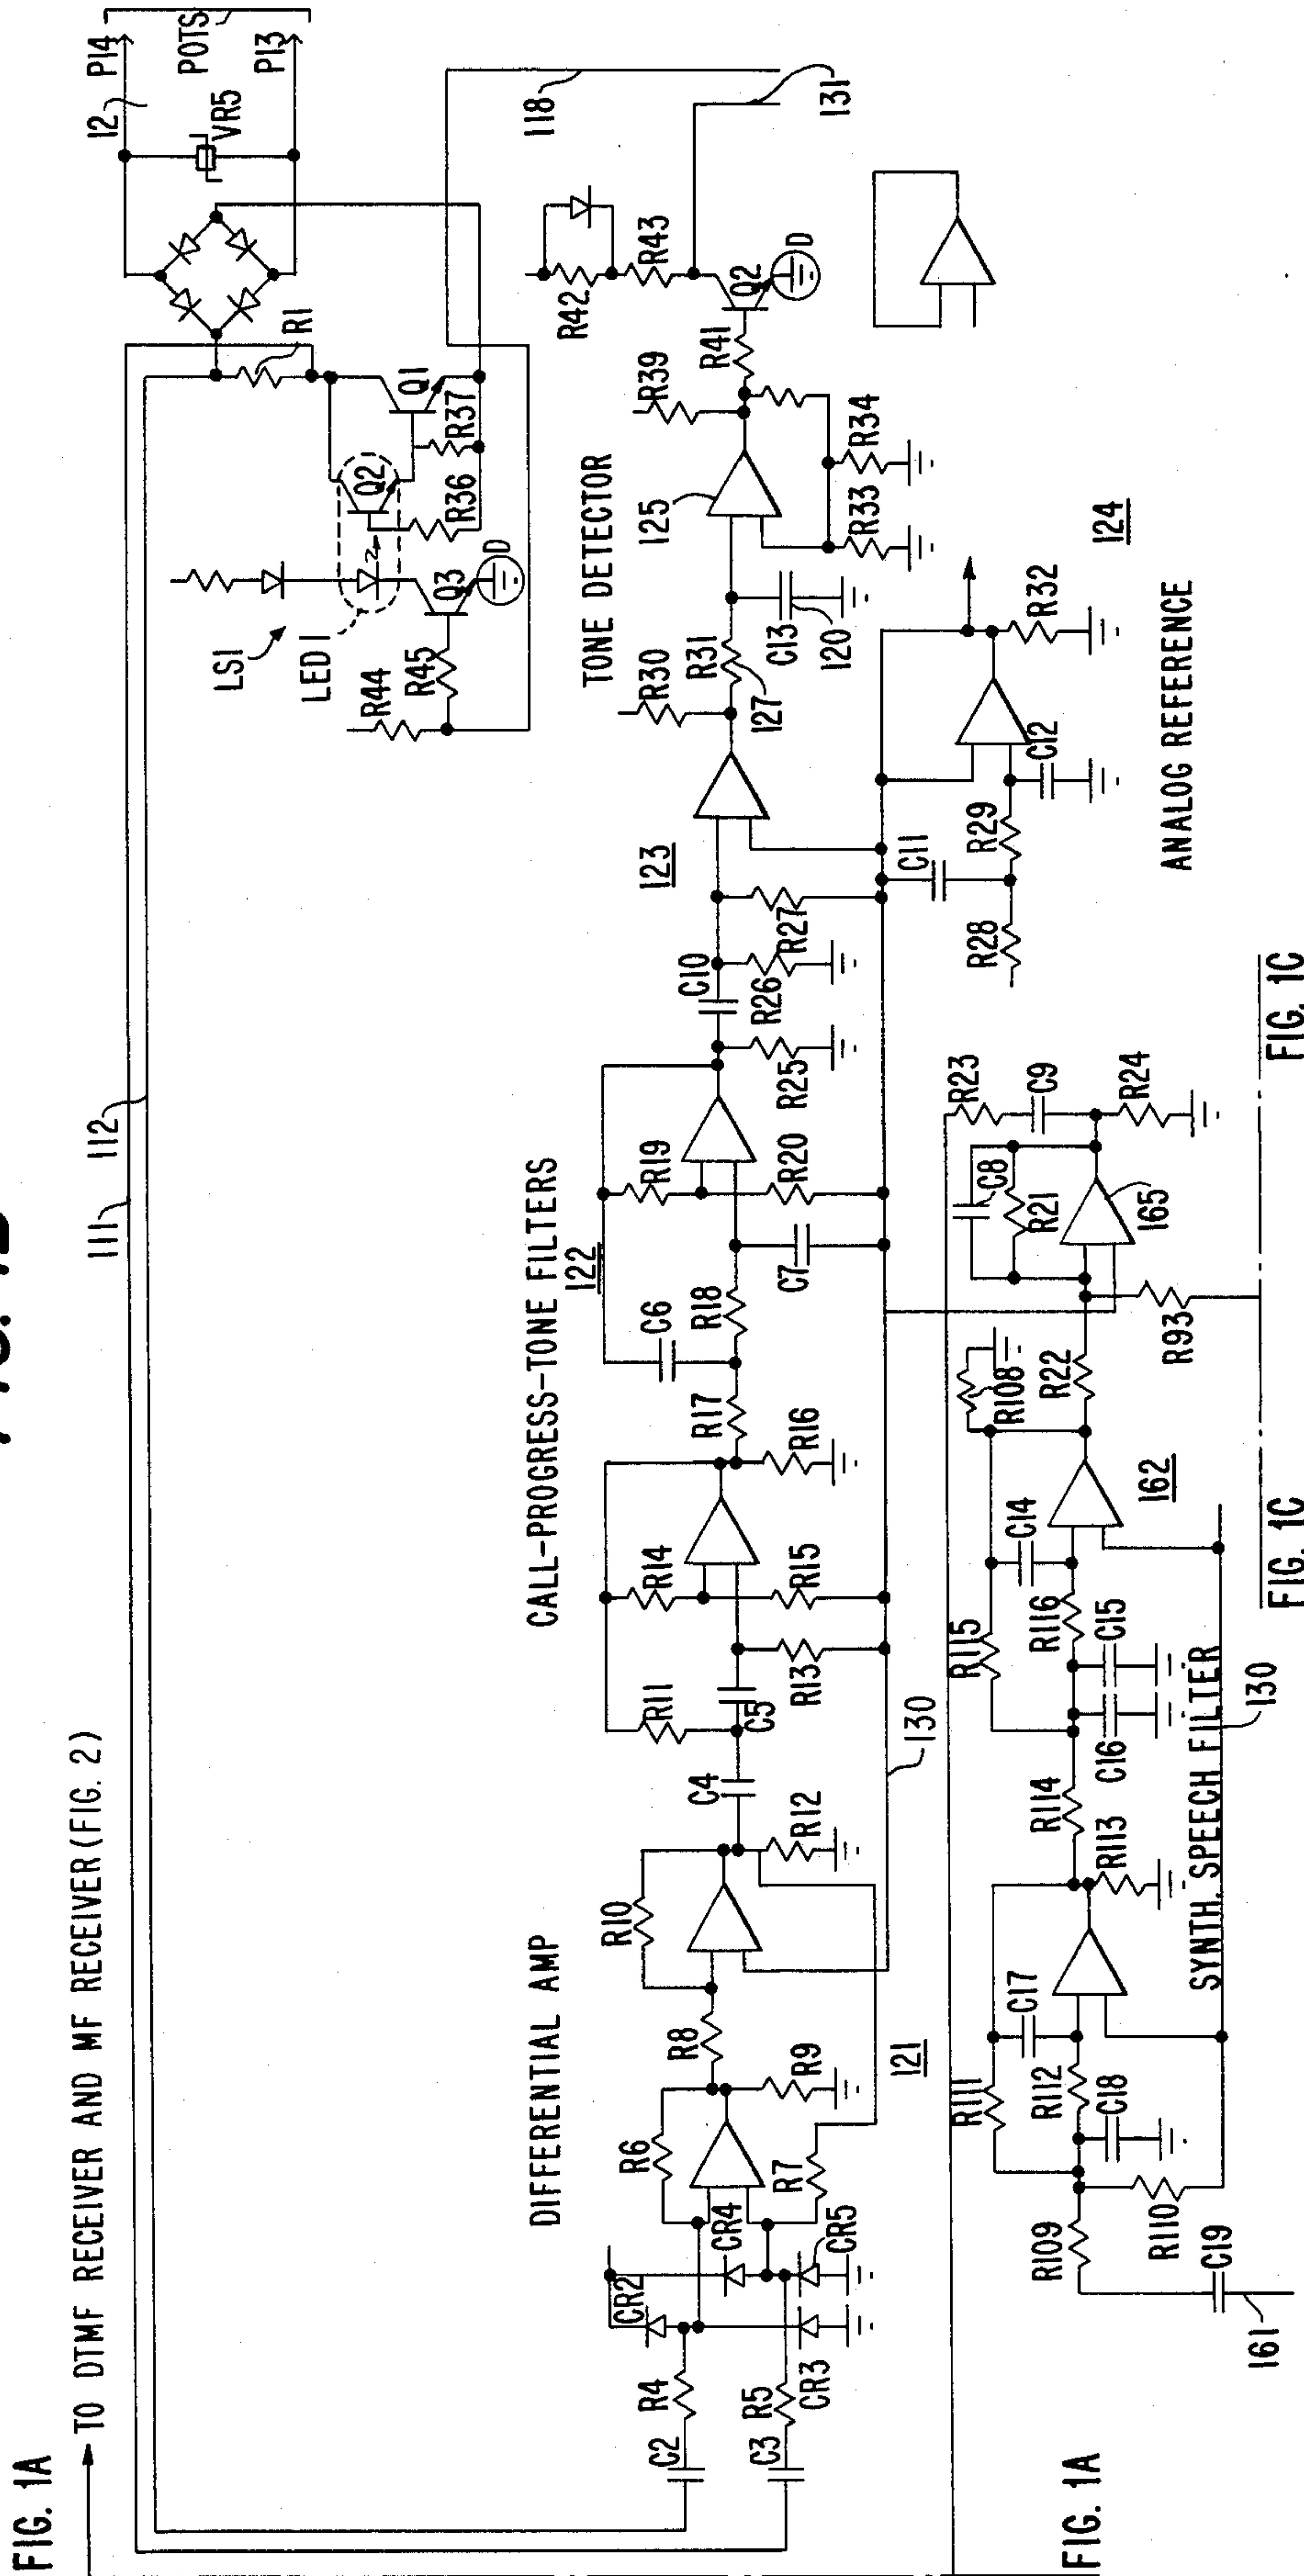 FIG. 1A
TO DTMF RECEIVER AND MF RECEIVER (FIG. 2)
111
112
12
P14
POTS
P13
VR5
R1
Q1
Q2
R37
R36
LS1
LED 1
Q3
D
R44
R45
118
131
DIFFERENTIAL AMP
CALL-PROGRESS-TONE FILTERS
122
TONE DETECTOR
C2
R4
C3
R5
CR2
CR3
CR4
CR5
R6
R7
R8
R9
121
R10
R12
C4
R11
C5
R13
R14
R15
R16
R17
C6
R18
C7
R19
R20
R25
C10
R26
R27
123
R30
R31
127
C13
120
125
R33
R34
R39
R41
R42
R43
Q2
D
130
C11
R28
R29
C12
R32
124
ANALOG REFERENCE
FIG. 1A
161
C19
R109
R110
R111
R112
C18
C17
R113
R114
C16
C15
R115
R116
C14
162
R108
R22
R93
C8
R21
165
R23
C9
R24
SYNTH. SPEECH FILTER
130
FIG. 1C
FIG. 1C